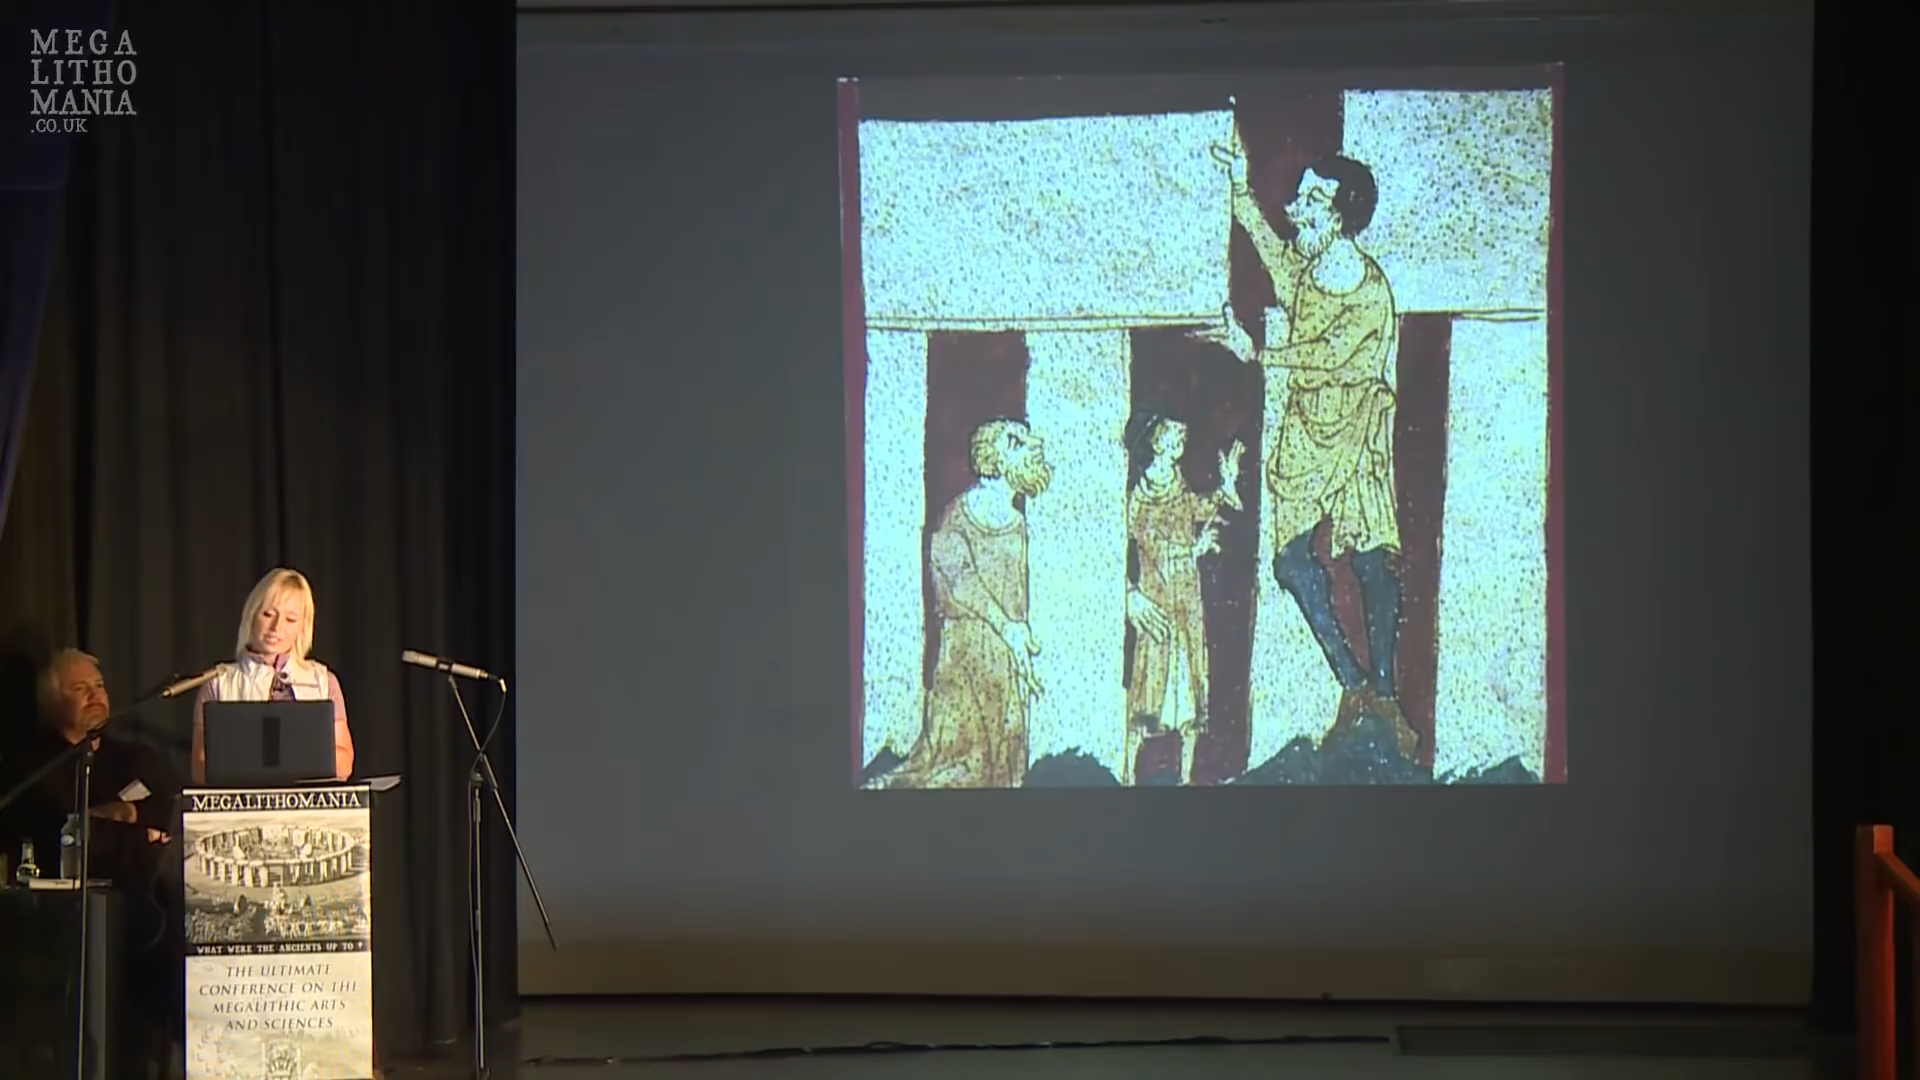 MEGA
LITHO
MANIA
.CO.UK
MEGALITHOMANIA
WHAT WERE THE ANCIENTS UP TO ?
THE ULTIMATE
CONFERENCE ON THE
MEGALITHIC ARTS
AND SCIENCES